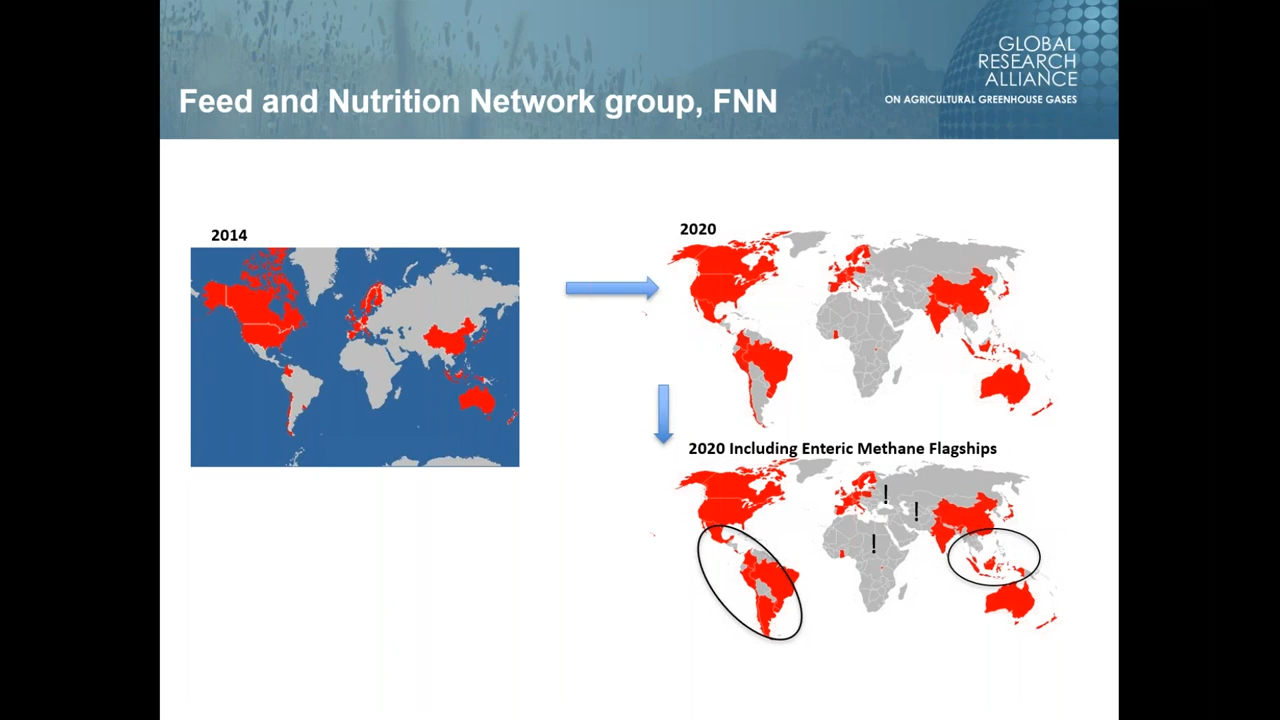 Feed and Nutrition Network group, FNN
GLOBAL
RESEARCH
ALLIANCE
ON AGRICULTURAL GREENHOUSE GASES
2014
2020
2020 Including Enteric Methane Flagships
!
!
!